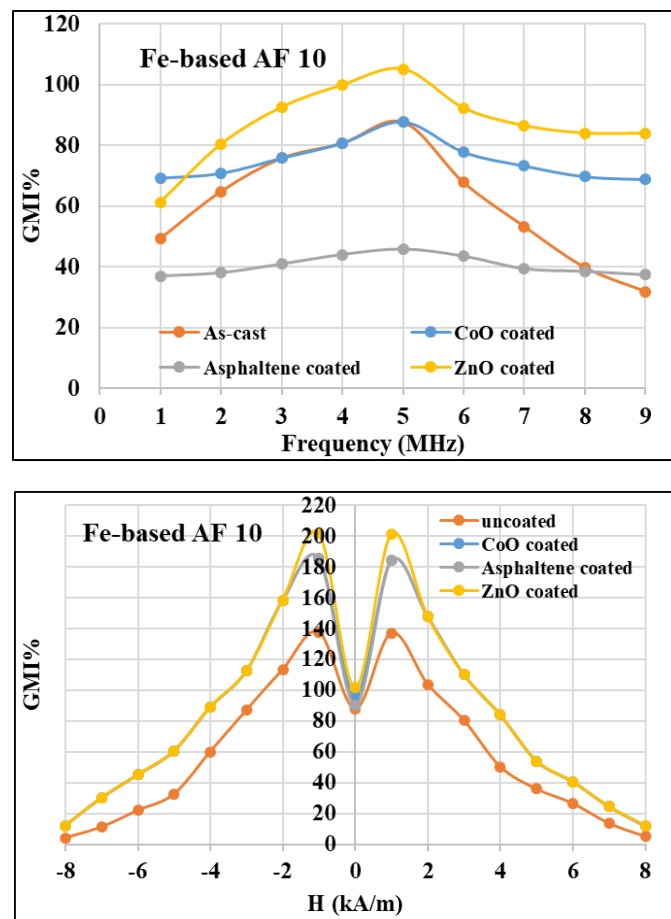 Fe-based AF 10
GMI%
120
100
80
60
40
20
0
As-cast
CoO coated
Asphaltene coated
ZnO coated
0 1 2 3 4 5 6 7 8 9
Frequency (MHz)
Fe-based AF 10
GMI%
220
200
180
160
140
120
100
80
60
40
20
0
uncoated
CoO coated
Asphaltene coated
ZnO coated
-8 -6 -4 -2 0 2 4 6 8
H (kA/m)